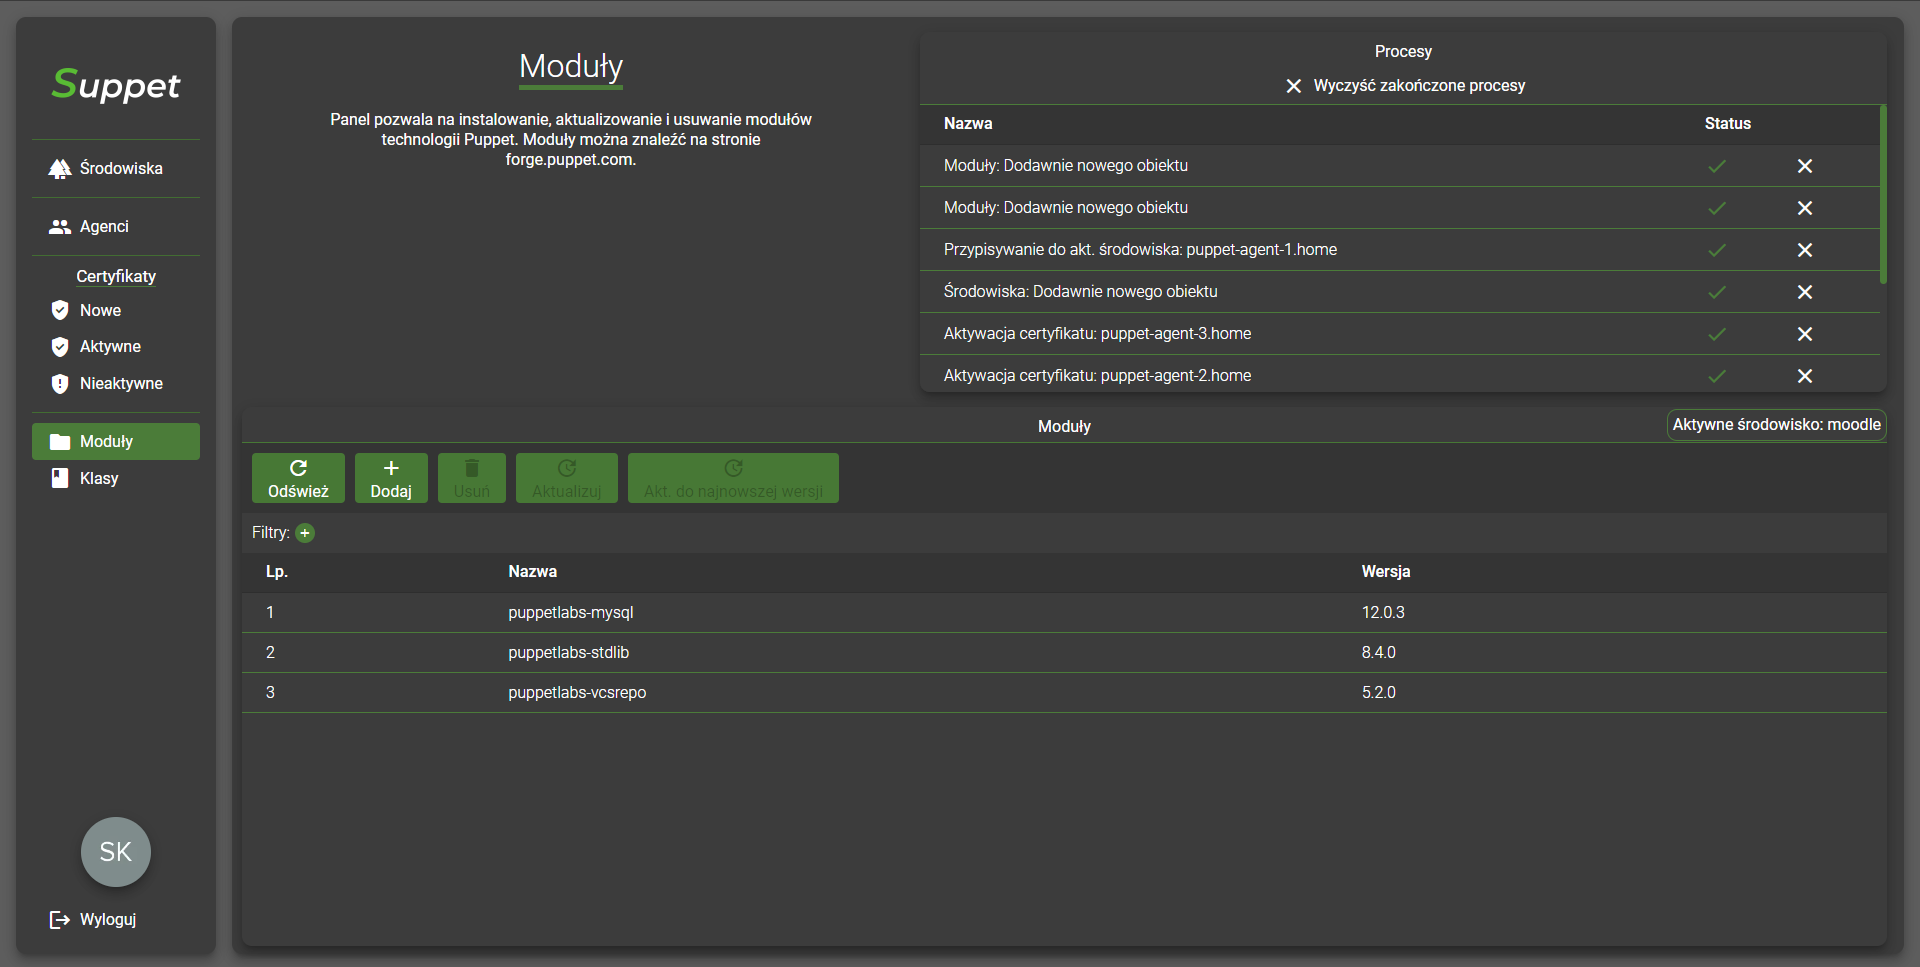 Suppet
Środowiska
Agenci
Certyfikaty
Nowe
Aktywne
Nieaktywne
Moduły
Klasy
SK
Wyloguj
Moduły
Panel pozwala na instalowanie, aktualizowanie i usuwanie modułów
technologii Puppet. Moduły można znaleźć na stronie
forge.puppet.com.
Procesy
Wyczyść zakończone procesy
Nazwa Status
Moduły: Dodawnie nowego obiektu
Moduły: Dodawnie nowego obiektu
Przypisywanie do akt. środowiska: puppet-agent-1.home
Środowiska: Dodawnie nowego obiektu
Aktywacja certyfikatu: puppet-agent-3.home
Aktywacja certyfikatu: puppet-agent-2.home
Moduły
Aktywne środowisko: moodle
Odśwież Dodaj Usuń Aktualizuj Akt. do najnowszej wersji
Filtry:
Lp. Nazwa Wersja
1 puppetlabs-mysql 12.0.3
2 puppetlabs-stdlib 8.4.0
3 puppetlabs-vcsrepo 5.2.0